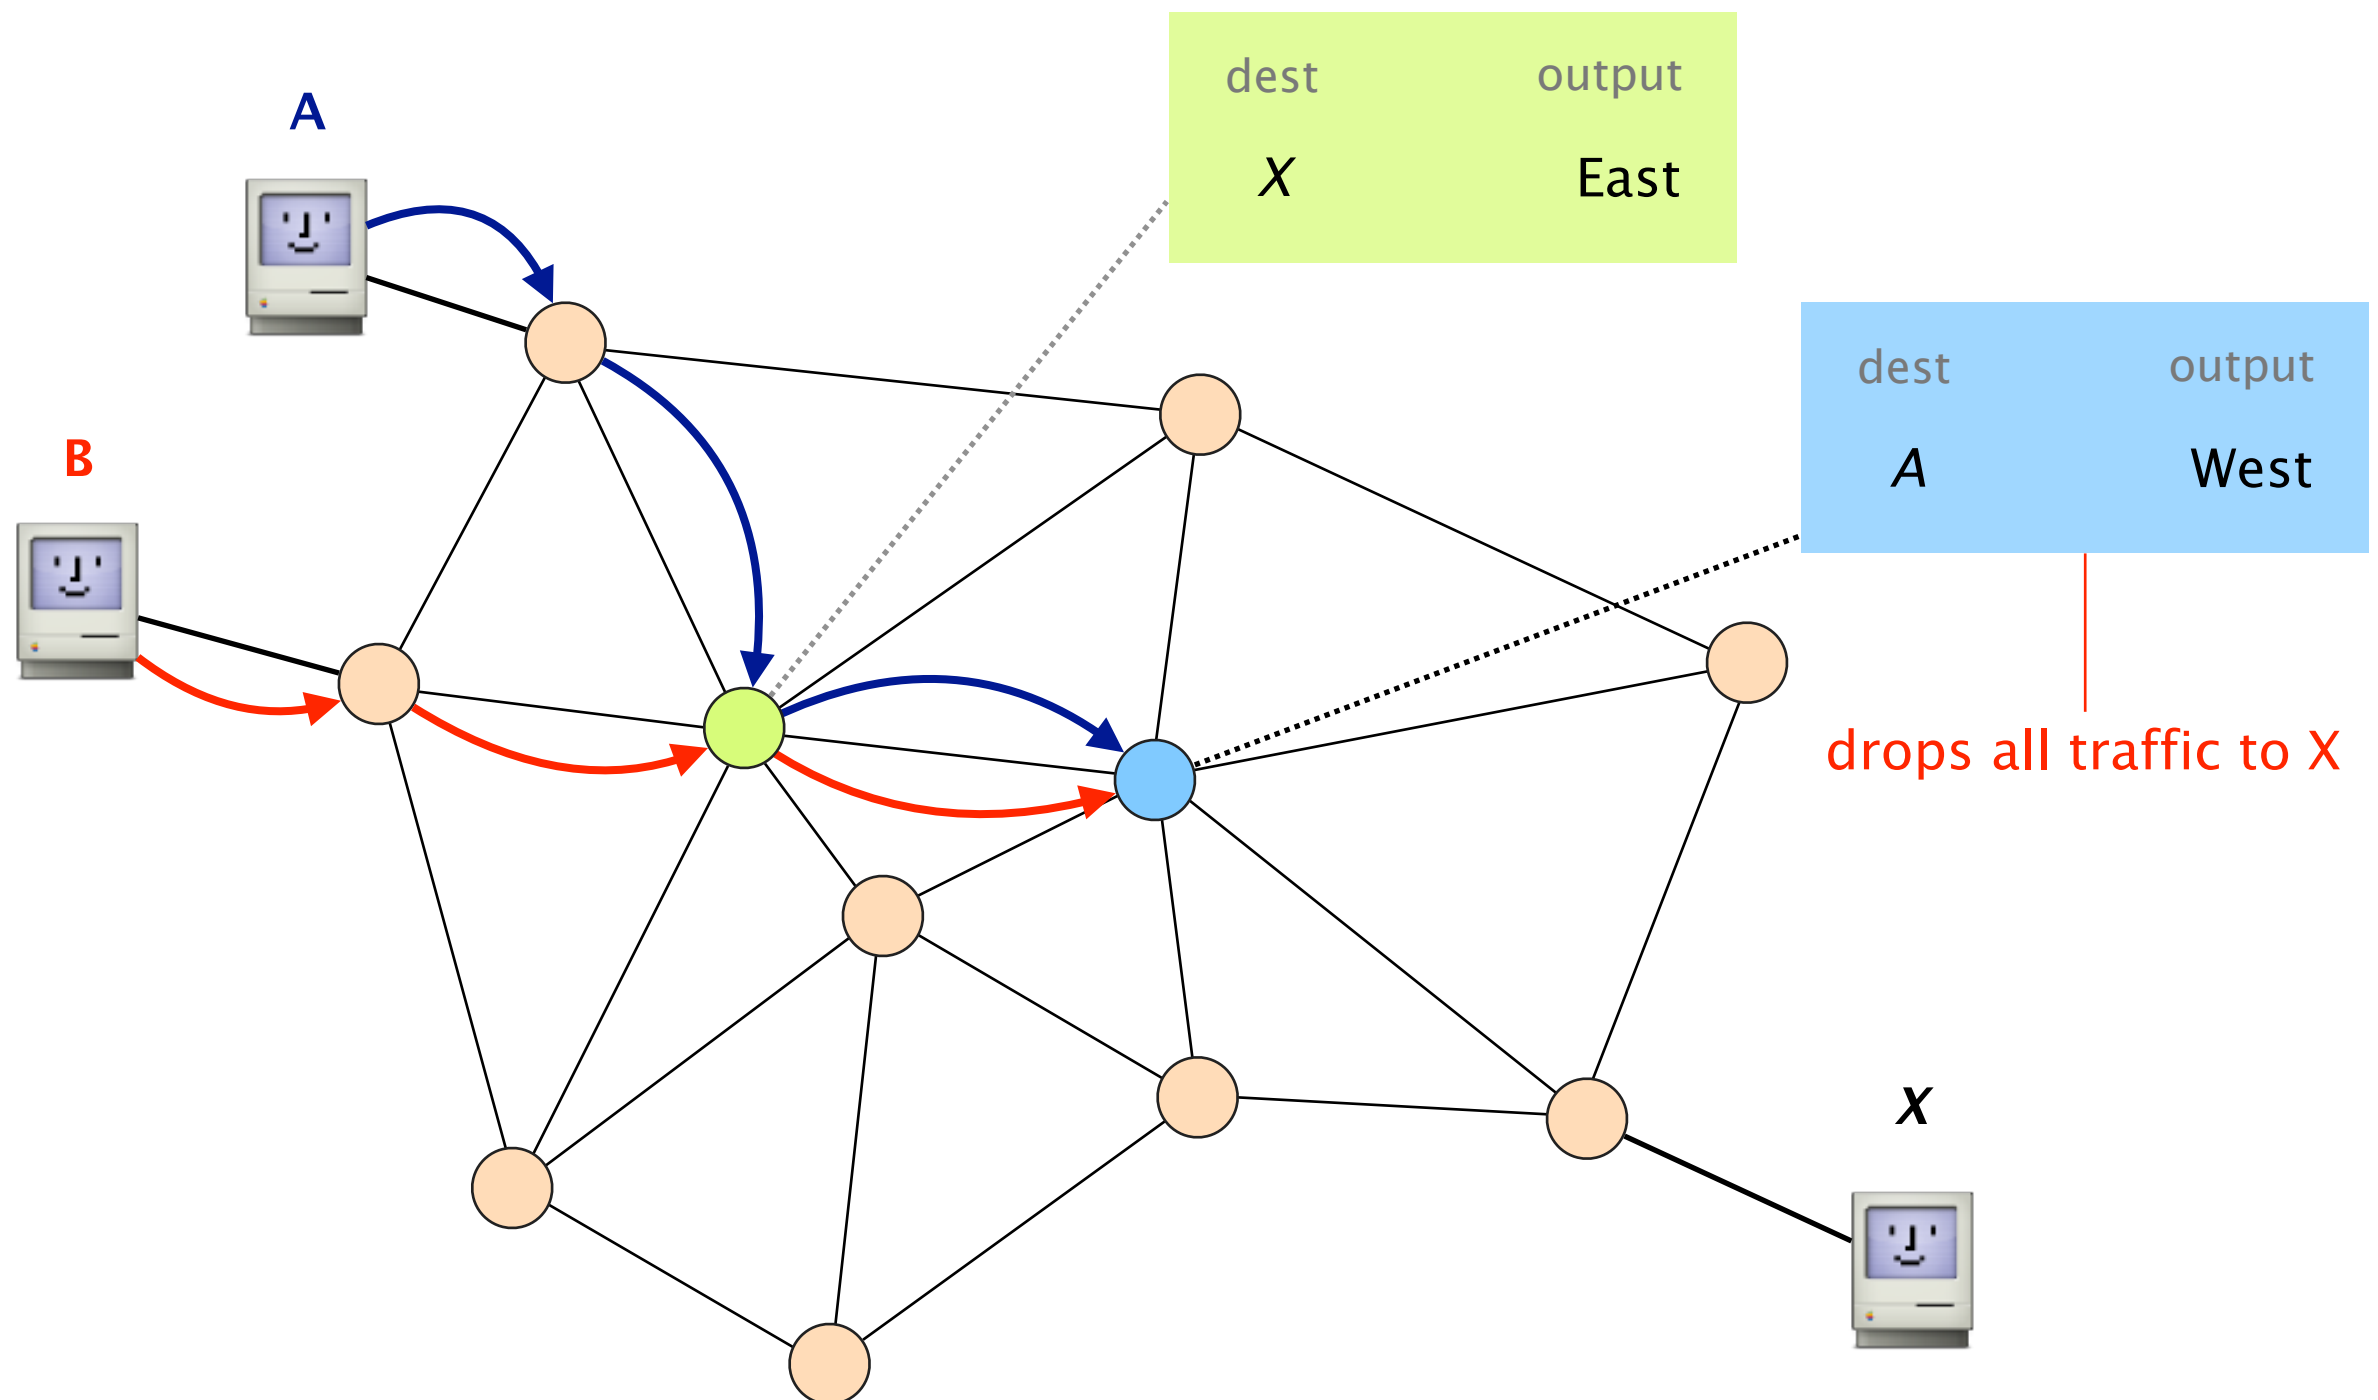 dest output
X East
A
dest output
A West
B
drops all traffic to X
X